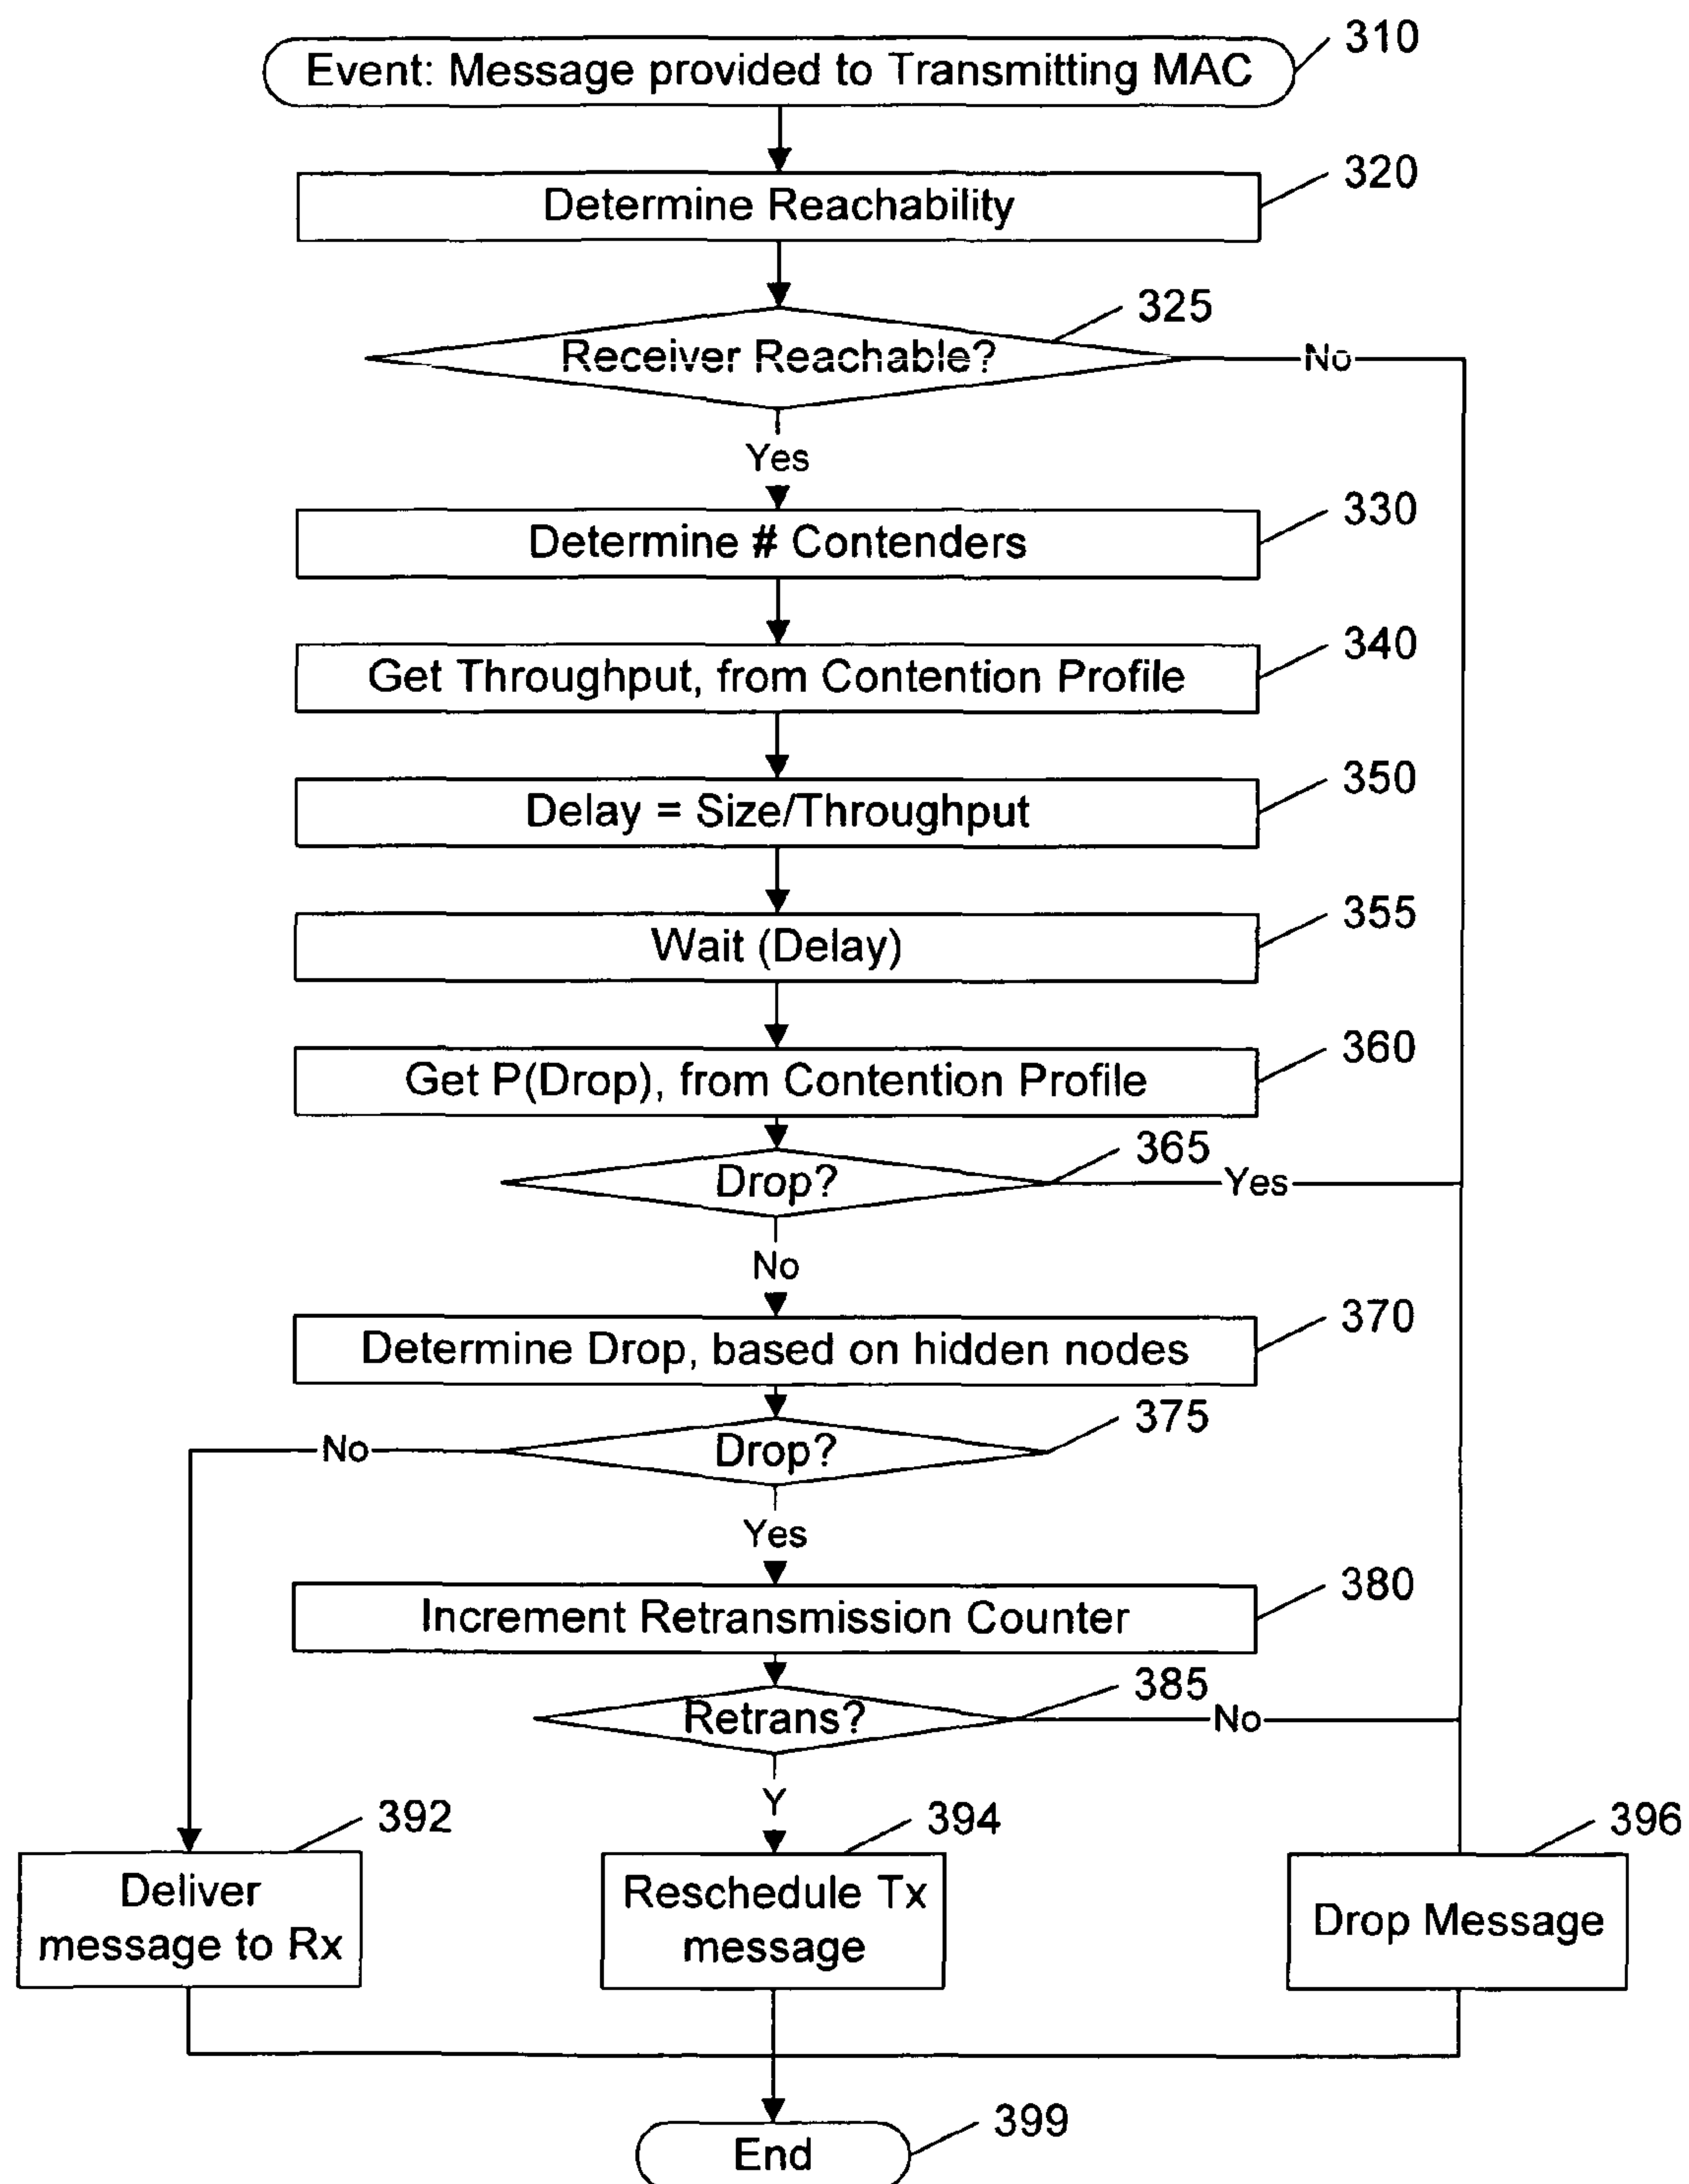 310
Event: Message provided to Transmitting MAC
320
Determine Reachability
325
Receiver Reachable?
No
Yes
330
Determine # Contenders
340
Get Throughput, from Contention Profile
350
Delay = Size/Throughput
355
Wait (Delay)
360
Get P(Drop), from Contention Profile
365
Drop?
Yes
No
370
Determine Drop, based on hidden nodes
375
Drop?
No
Yes
380
Increment Retransmission Counter
385
Retrans?
No
Y
392
394
396
Deliver
message to Rx
Reschedule Tx
message
Drop Message
399
End